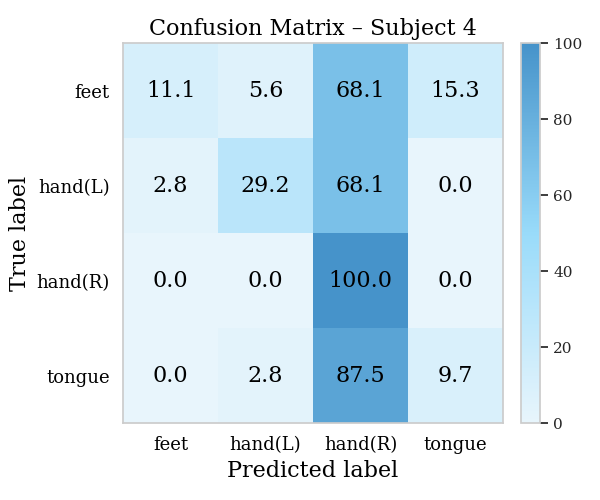 Confusion Matrix – Subject 4
True label
feet 11.1 5.6 68.1 15.3
hand(L) 2.8 29.2 68.1 0.0
hand(R) 0.0 0.0 100.0 0.0
tongue 0.0 2.8 87.5 9.7
feet hand(L) hand(R) tongue
Predicted label
100
80
60
40
20
0